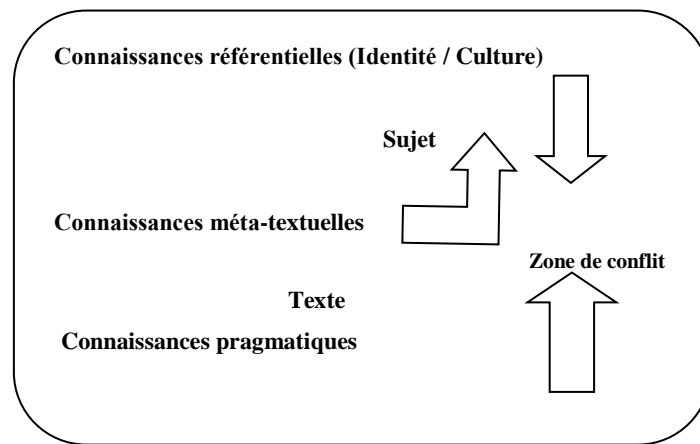 Connaissances référentielles (Identité / Culture)
Sujet
Connaissances méta-textuelles
Zone de conflit
Texte
Connaissances pragmatiques